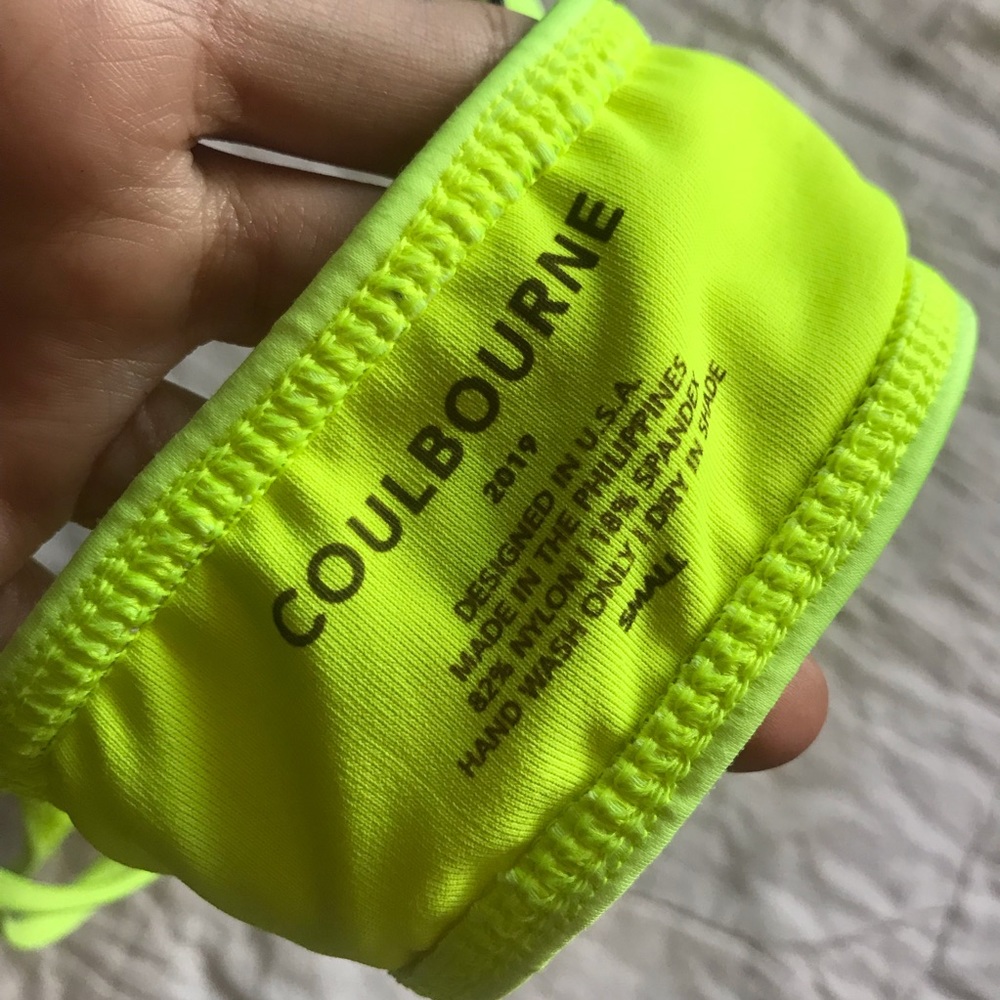 COULBOURNE
2019
DESIGNED IN U.S.A.
MADE IN THE PHILIPPINES
82% NYLON | 18% SPANDEX
HAND WASH ONLY | DRY IN SHADE
SMALL